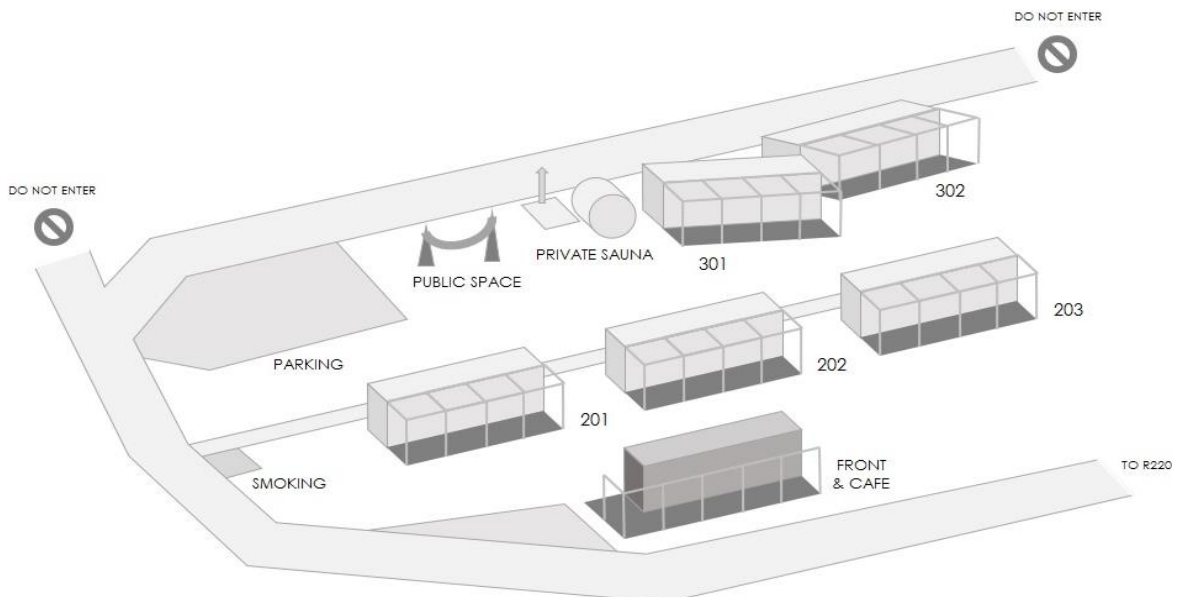 DO NOT ENTER
DO NOT ENTER
302
PRIVATE SAUNA
301
PUBLIC SPACE
203
PARKING
202
201
FRONT
& CAFE
TO R220
SMOKING